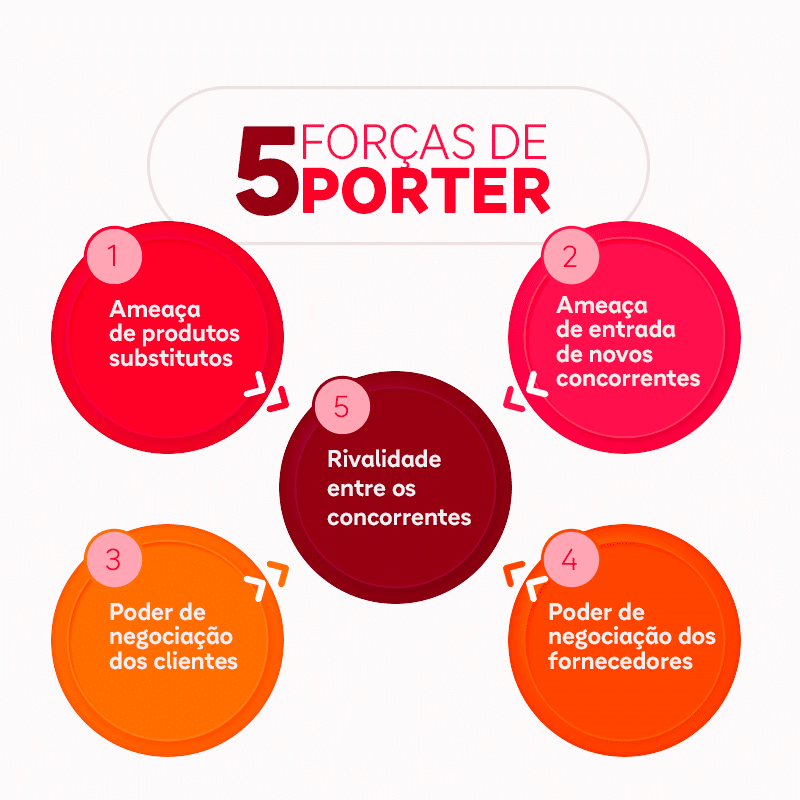 5 FORÇAS DE
PORTER
1
Ameaça
de produtos
substitutos
2
Ameaça
de entrada
de novos
concorrentes
5
Rivalidade
entre os
concorrentes
3
Poder de
negociação
dos clientes
4
Poder de
negociação dos
fornecedores